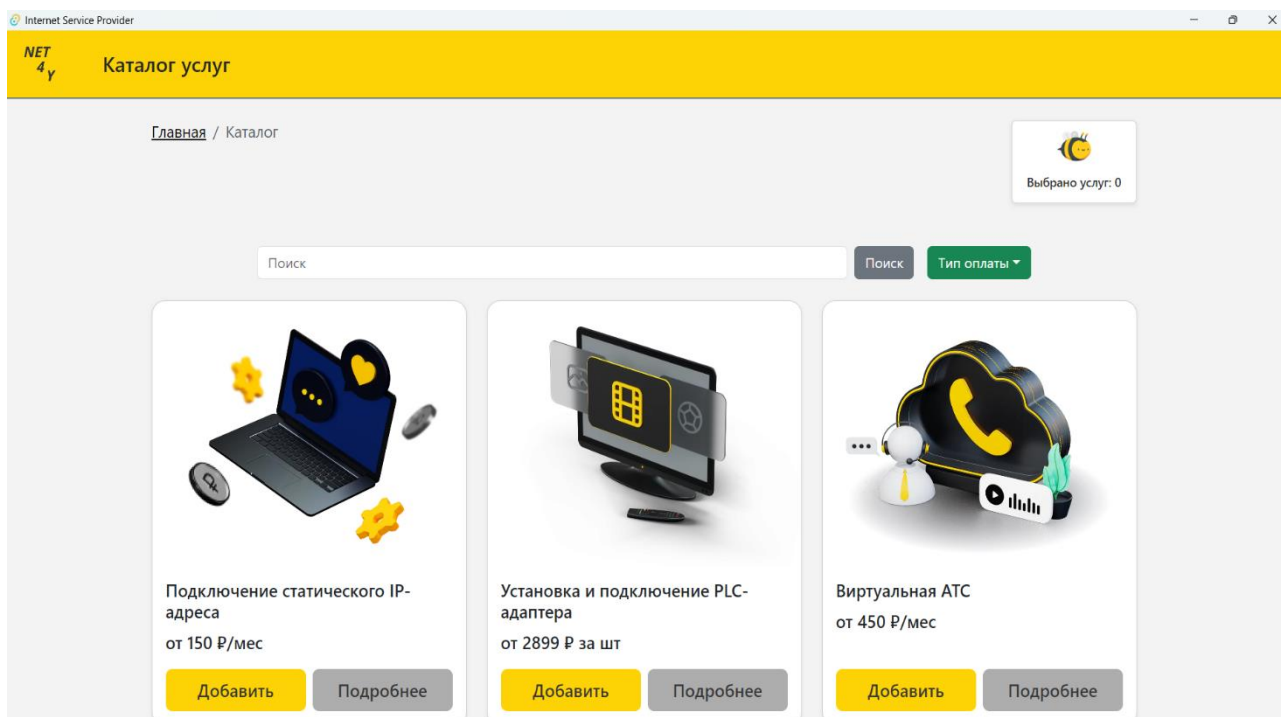 Internet Service Provider
NET
4
Y
Каталог услуг
Главная / Каталог
Выбрано услуг: 0
Поиск
Поиск
Тип оплаты
Подключение статического IP-
адреса
от 150 ₽/мес
Добавить
Подробнее
Установка и подключение PLC-
адаптера
от 2899 ₽ за шт
Добавить
Подробнее
Виртуальная АТС
от 450 ₽/мес
Добавить
Подробнее